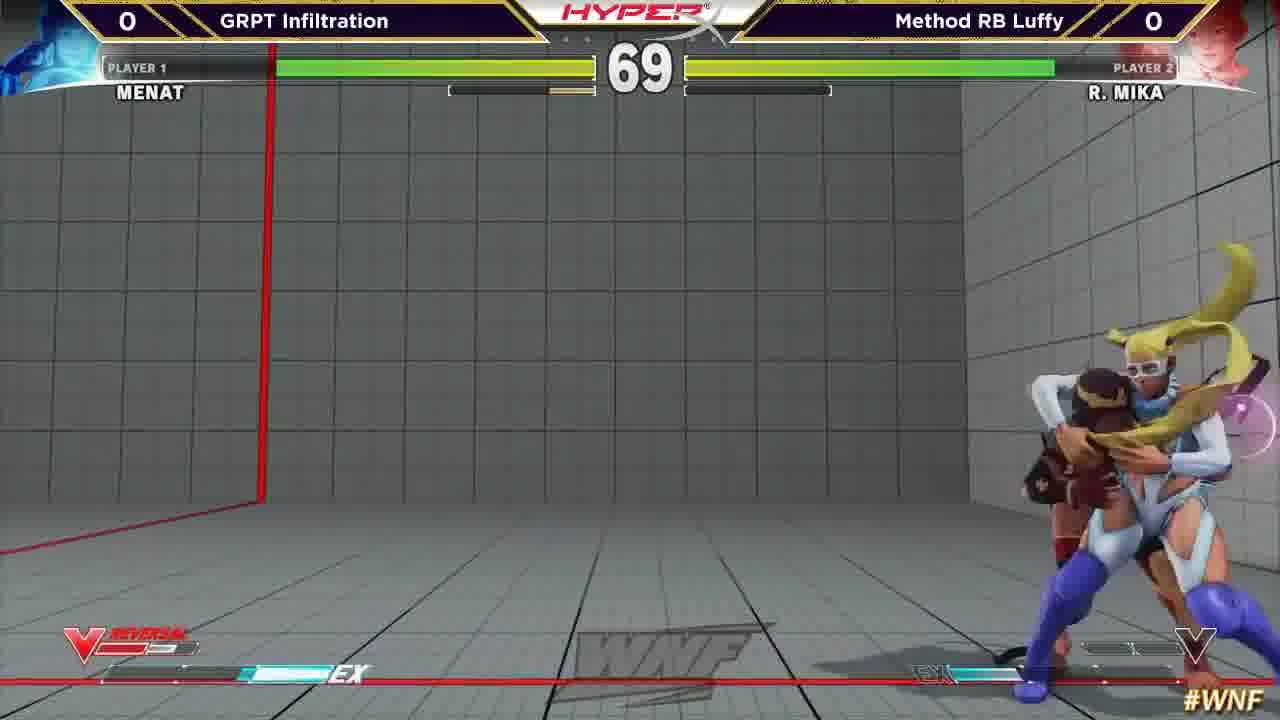 0 GRPT Infiltration HYPERX Method RB Luffy 0
PLAYER 1 69 PLAYER 2
MENAT R. MIKA
V REVERSAL V
EX EX
WNF
#WNF